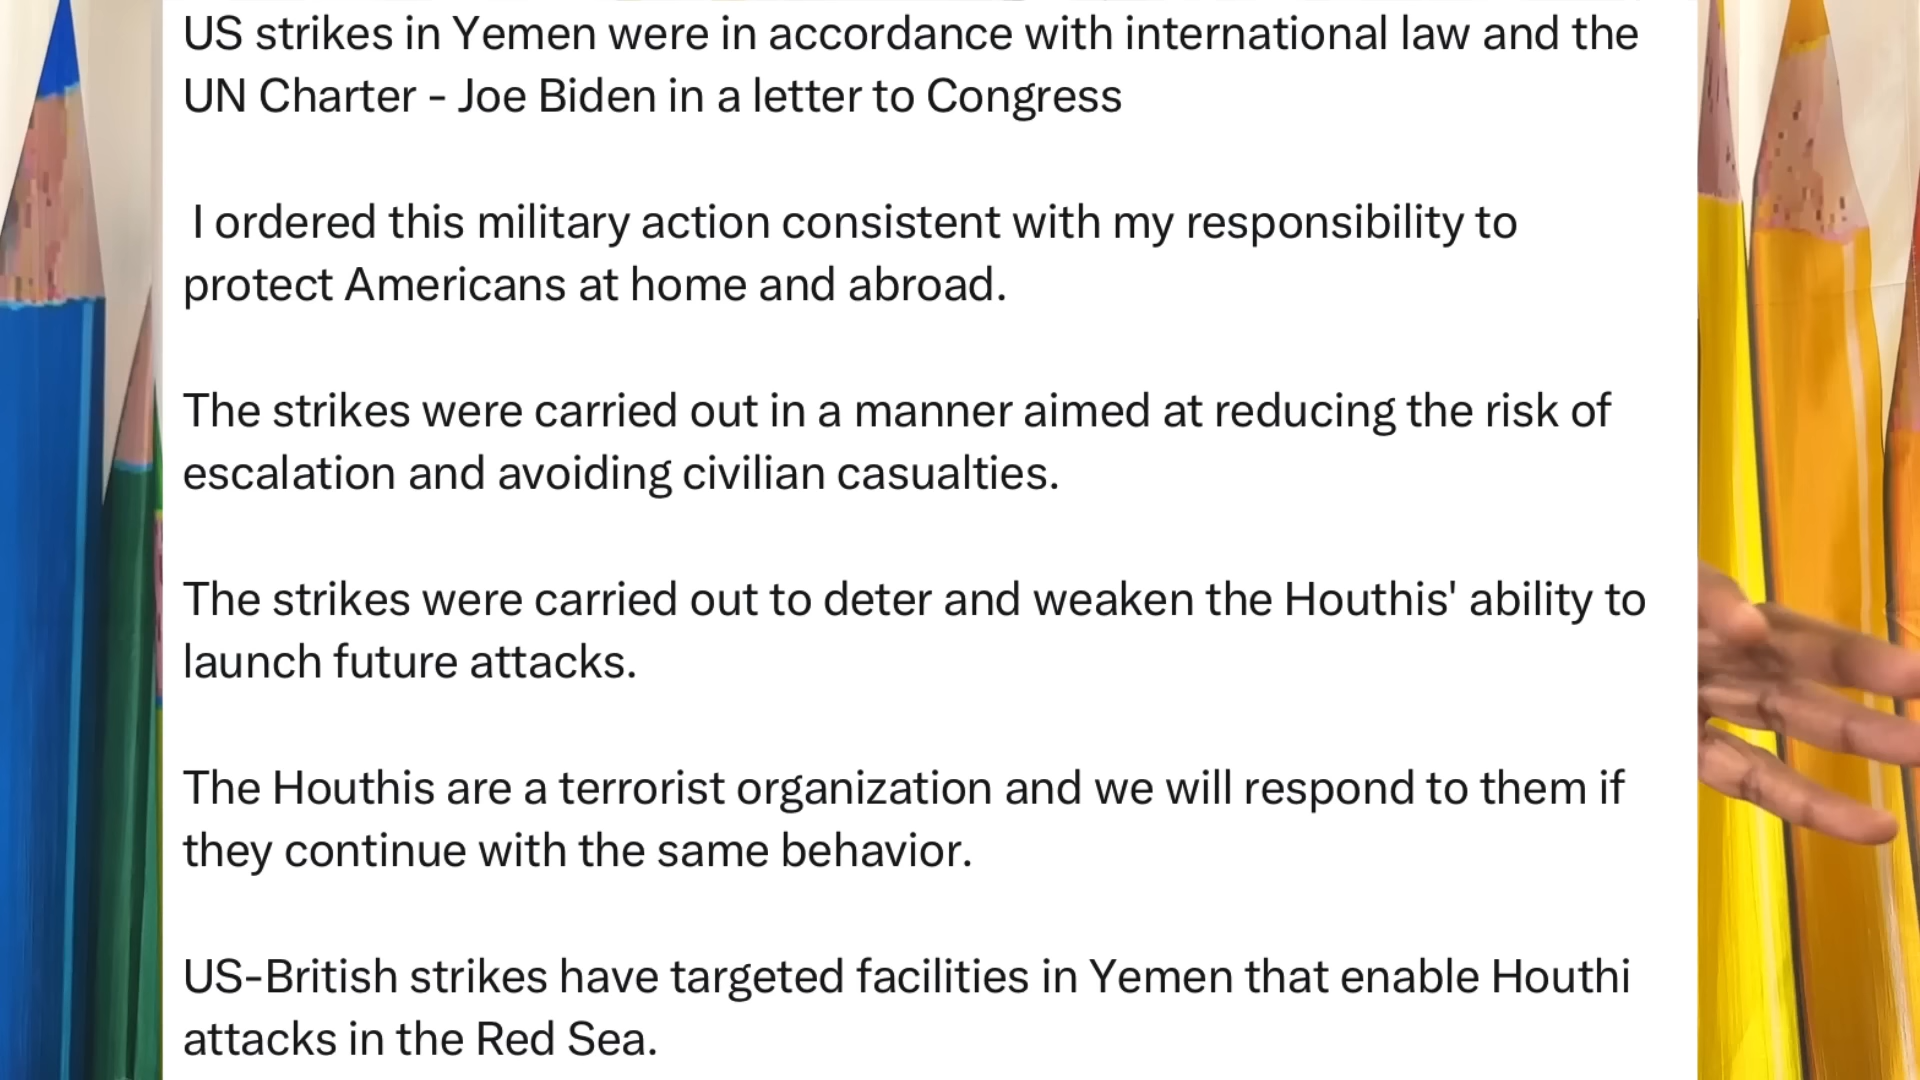 US strikes in Yemen were in accordance with international law and the
UN Charter - Joe Biden in a letter to Congress
I ordered this military action consistent with my responsibility to
protect Americans at home and abroad.
The strikes were carried out in a manner aimed at reducing the risk of
escalation and avoiding civilian casualties.
The strikes were carried out to deter and weaken the Houthis' ability to
launch future attacks.
The Houthis are a terrorist organization and we will respond to them if
they continue with the same behavior.
US-British strikes have targeted facilities in Yemen that enable Houthi
attacks in the Red Sea.